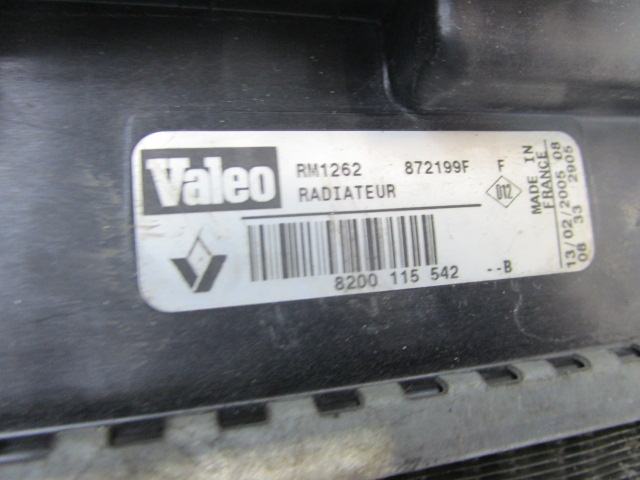 Valeo
RM1262 872199F F
RADIATEUR
D12
8200 115 542 --B
MADE IN
FRANCE
13/02/2005 08
08 33 2905